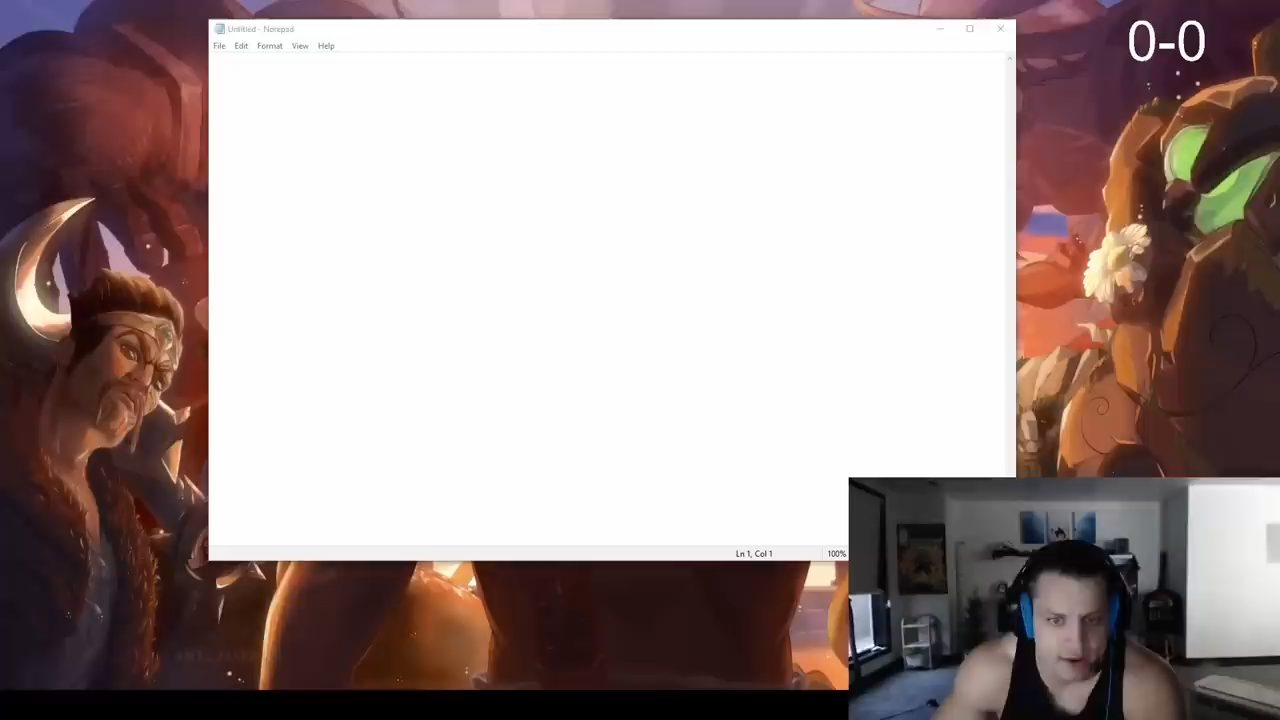 Untitled - Notepad
0-0
File Edit Format View Help
Ln 1, Col 1
100%